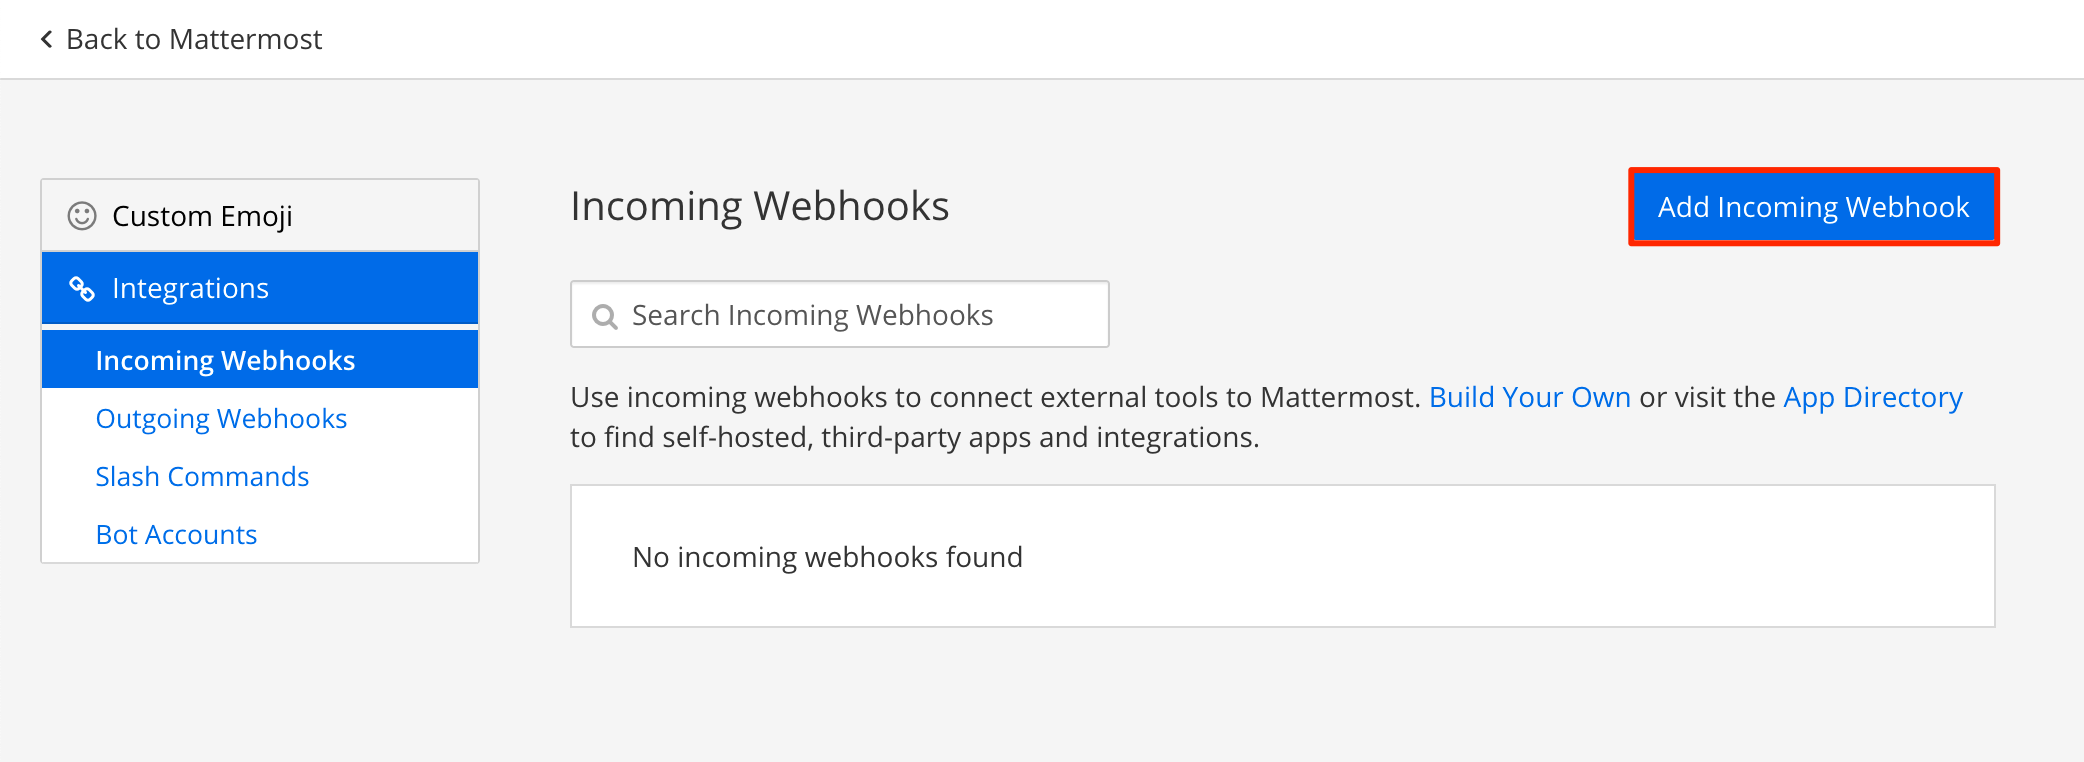 Back to Mattermost
Custom Emoji
Integrations
Incoming Webhooks
Outgoing Webhooks
Slash Commands
Bot Accounts
Incoming Webhooks
Add Incoming Webhook
Search Incoming Webhooks
Use incoming webhooks to connect external tools to Mattermost. Build Your Own or visit the App Directory
to find self-hosted, third-party apps and integrations.
No incoming webhooks found